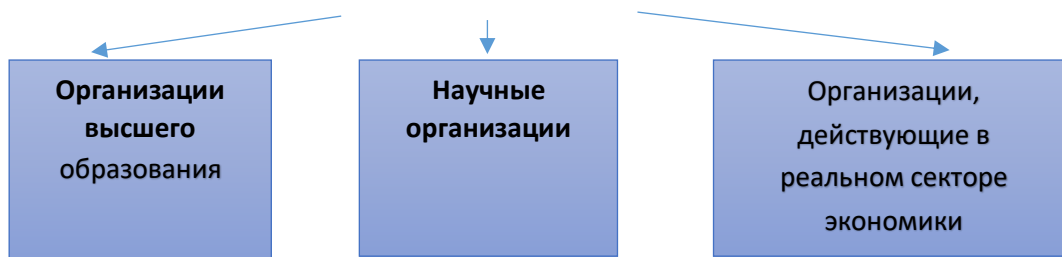 Организации
высшего
образования
Научные
организации
Организации,
действующие в
реальном секторе
экономики